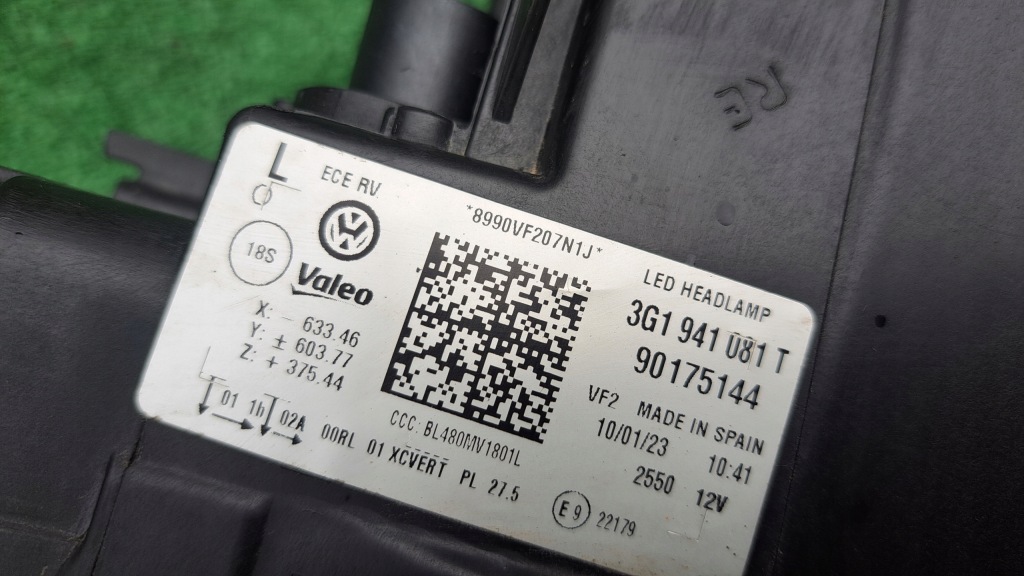 L
ECE RV
18S
Valeo
X: - 633.46
Y: ± 603.77
Z: + 375.44
*8990VF207N1J*
LED HEADLAMP
3G1 941 081 T
90175144
VF2 MADE IN SPAIN
10/01/23 10:41
2550 12V
CCC: BL480MV1801L
01 1b 02A 00RL 01 XCVERT PL 27.5
E9 22179